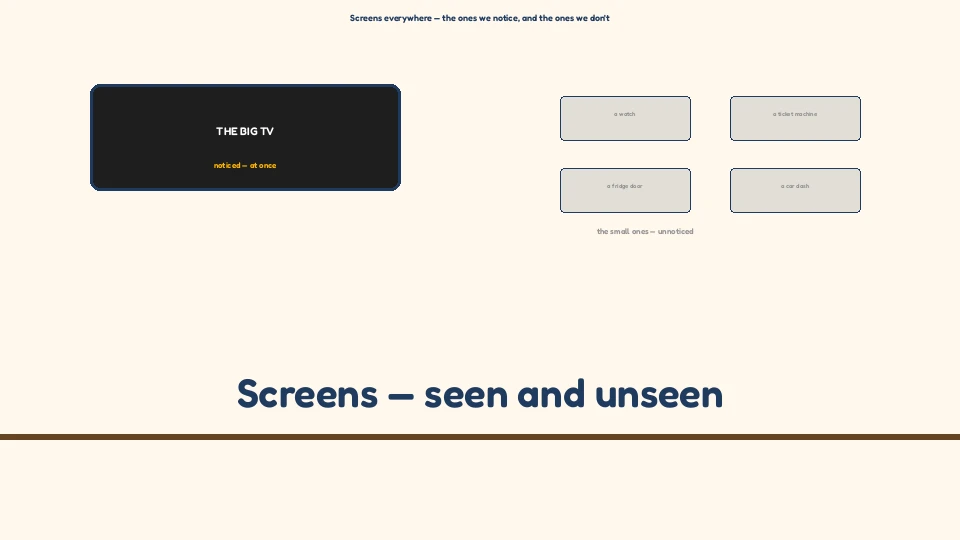 Screens everywhere — the ones we notice, and the ones we don't
THE BIG TV
noticed — at once
a watch
a ticket machine
a fridge door
a car dash
the small ones — unnoticed
Screens — seen and unseen